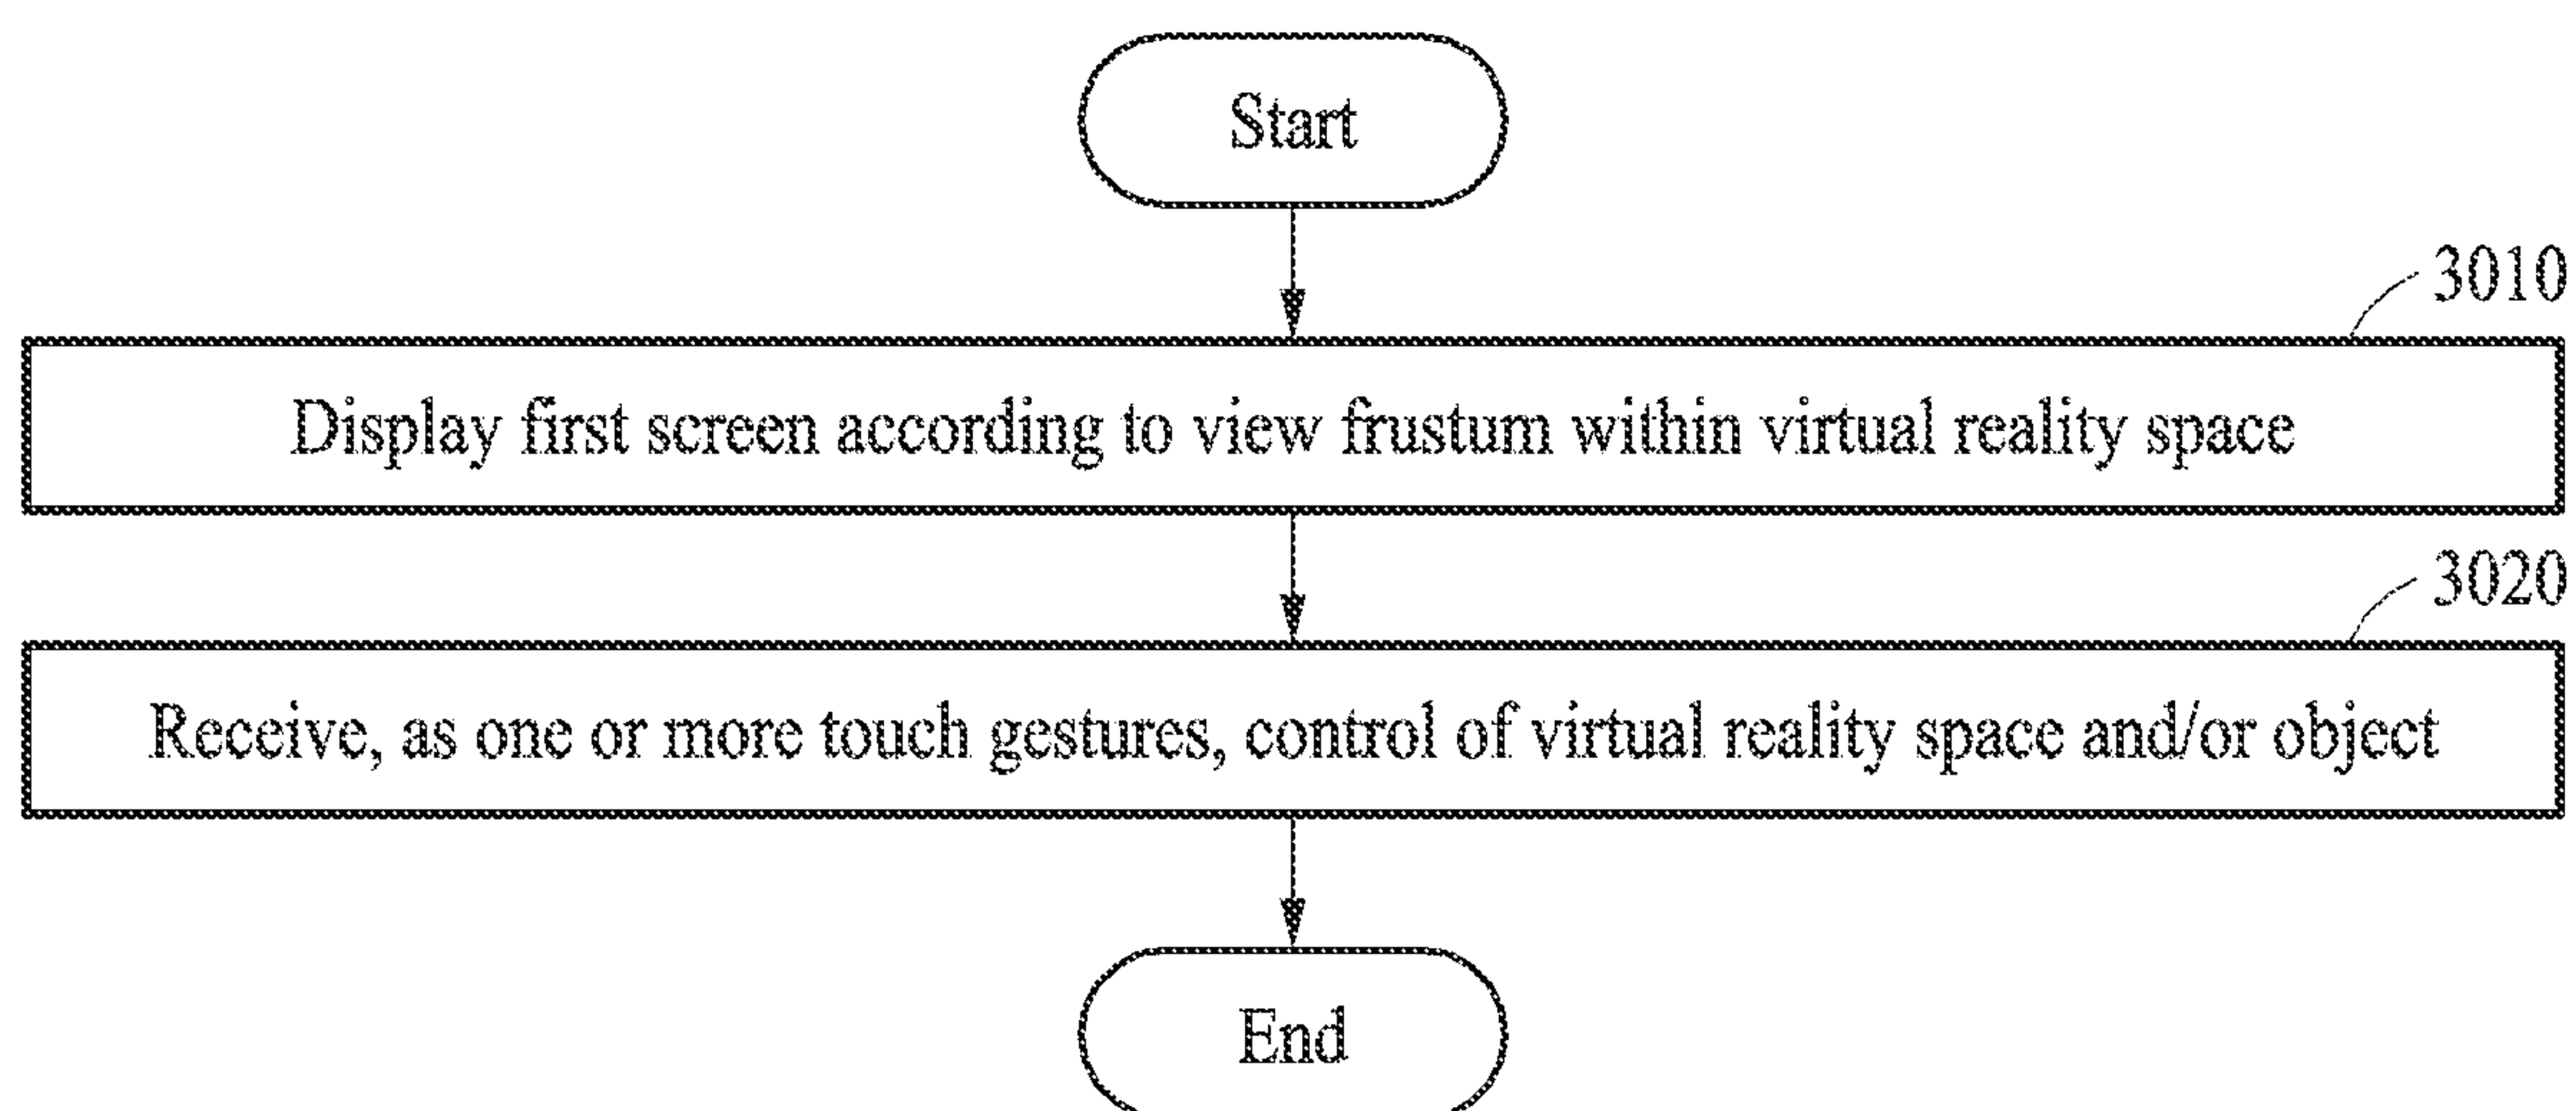 Start
3010
Display first screen according to view frustum within virtual reality space
3020
Receive, as one or more touch gestures, control of virtual reality space and/or object
End